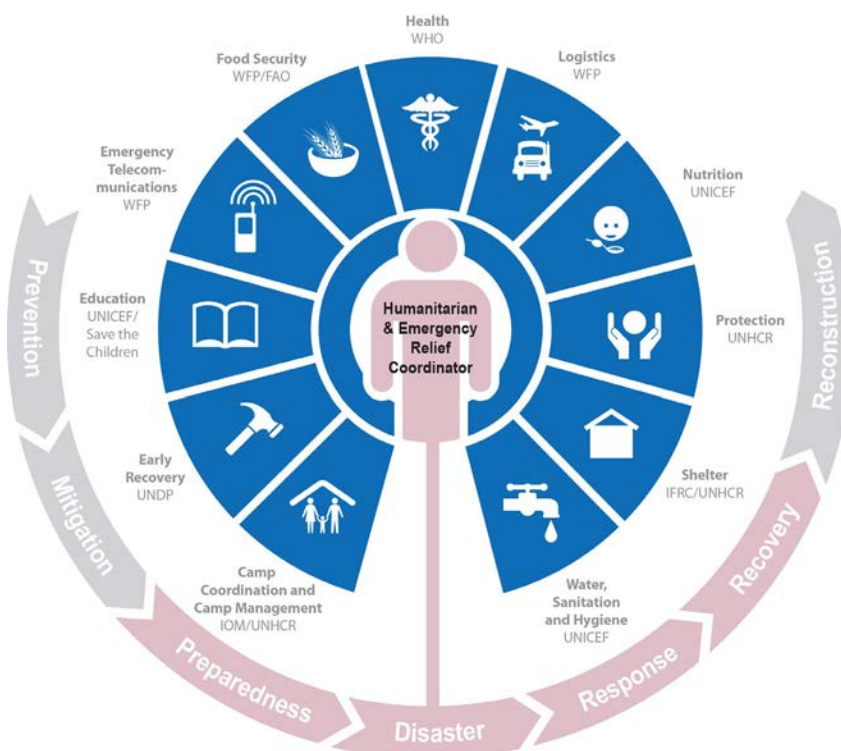 Health
WHO
Food Security
WFP/FAO
Logistics
WFP
Emergency
Telecom-
munications
WFP
Nutrition
UNICEF
Education
UNICEF/
Save the
Children
Humanitarian
& Emergency
Relief
Coordinator
Protection
UNHCR
Early
Recovery
UNDP
Shelter
IFRC/UNHCR
Camp
Coordination and
Camp Management
IOM/UNHCR
Water,
Sanitation
and Hygiene
UNICEF
Prevention
Mitigation
Preparedness
Disaster
Response
Recovery
Reconstruction